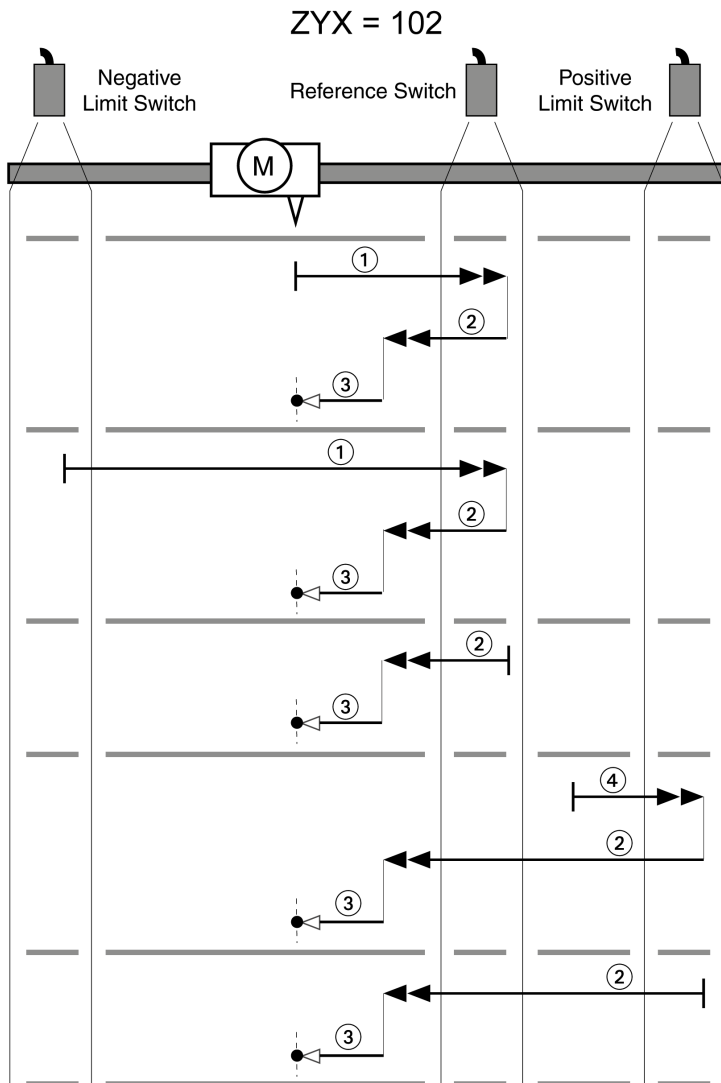 ZYX = 102
Negative
Limit Switch
Reference Switch
Positive
Limit Switch
M
①
②
③
①
②
③
②
③
④
②
③
②
③